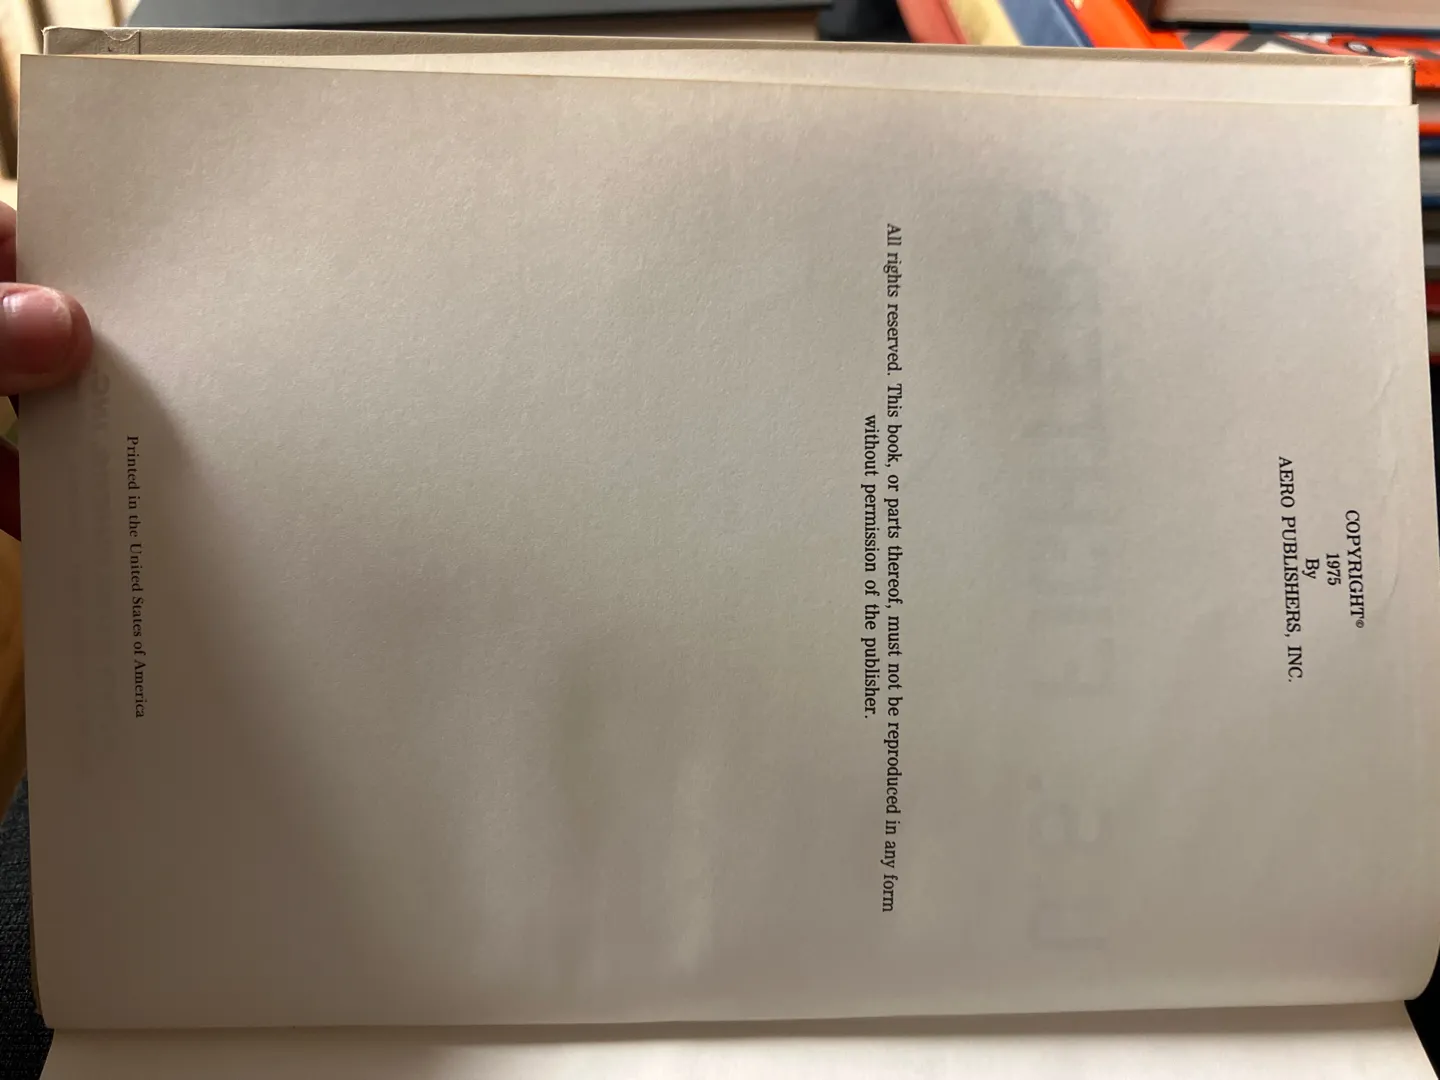 COPYRIGHT©
1975
By
AERO PUBLISHERS, INC.
All rights reserved. This book, or parts thereof, must not be reproduced in any form
without permission of the publisher.
Printed in the United States of America